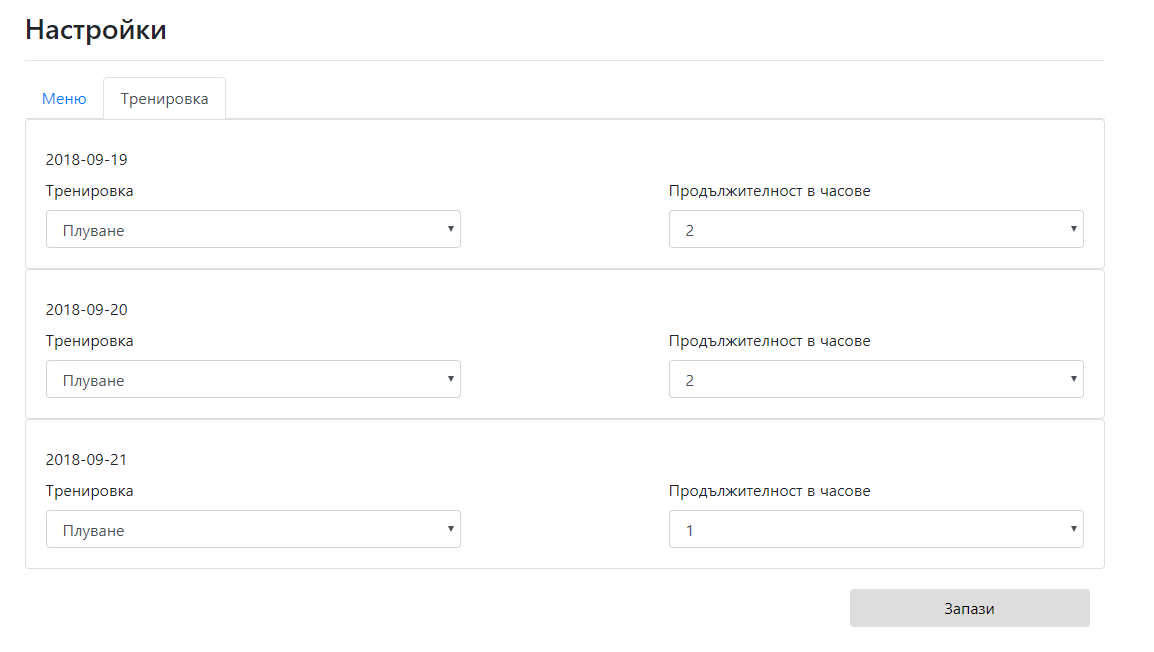 Настройки
Меню Тренировка
2018-09-19
Тренировка Продължителност в часове
Плуване 2
2018-09-20
Тренировка Продължителност в часове
Плуване 2
2018-09-21
Тренировка Продължителност в часове
Плуване 1
Запази